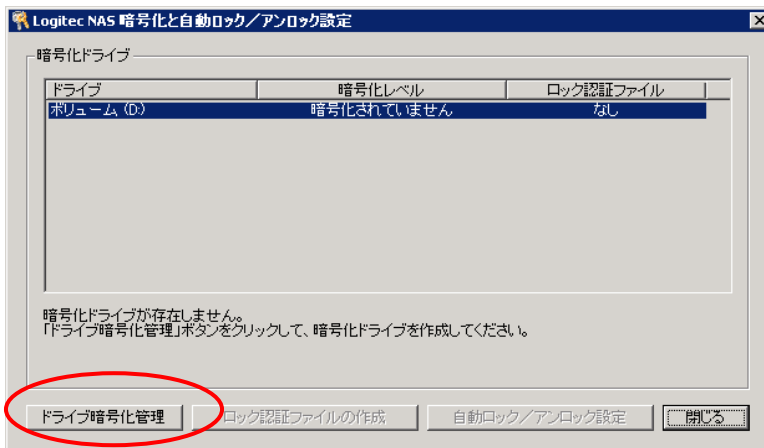 Logitec NAS 暗号化と自動ロック／アンロック設定
暗号化ドライブ
ドライブ 暗号化レベル ロック認証ファイル
ボリューム (D:) 暗号化されていません なし
暗号化ドライブが存在しません。
「ドライブ暗号化管理」ボタンをクリックして、暗号化ドライブを作成してください。
ドライブ暗号化管理 ロック認証ファイルの作成 自動ロック／アンロック設定 閉じる